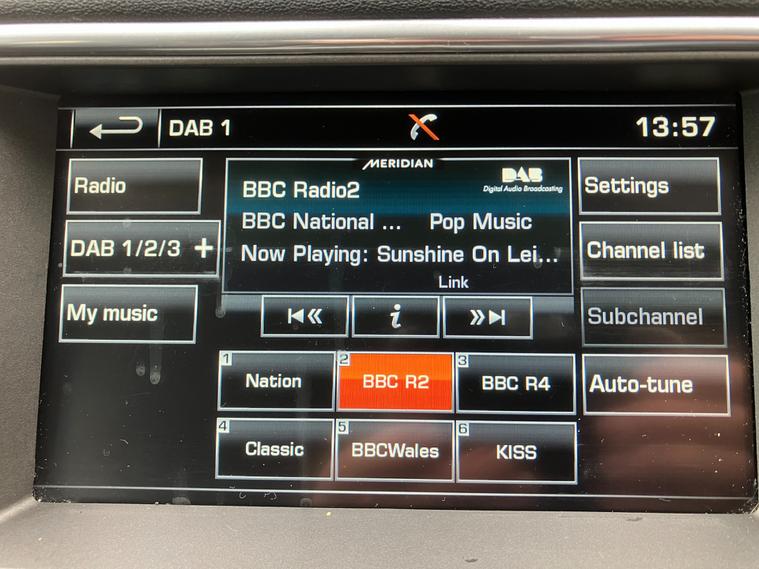 DAB 1
13:57
Radio
DAB 1/2/3 +
My music
MERIDIAN
DAB
Digital Audio Broadcasting
BBC Radio2
BBC National ... Pop Music
Now Playing: Sunshine On Lei...
Link
i
Settings
Channel list
Subchannel
Auto-tune
1 Nation
2 BBC R2
3 BBC R4
4 Classic
5 BBCWales
6 KISS